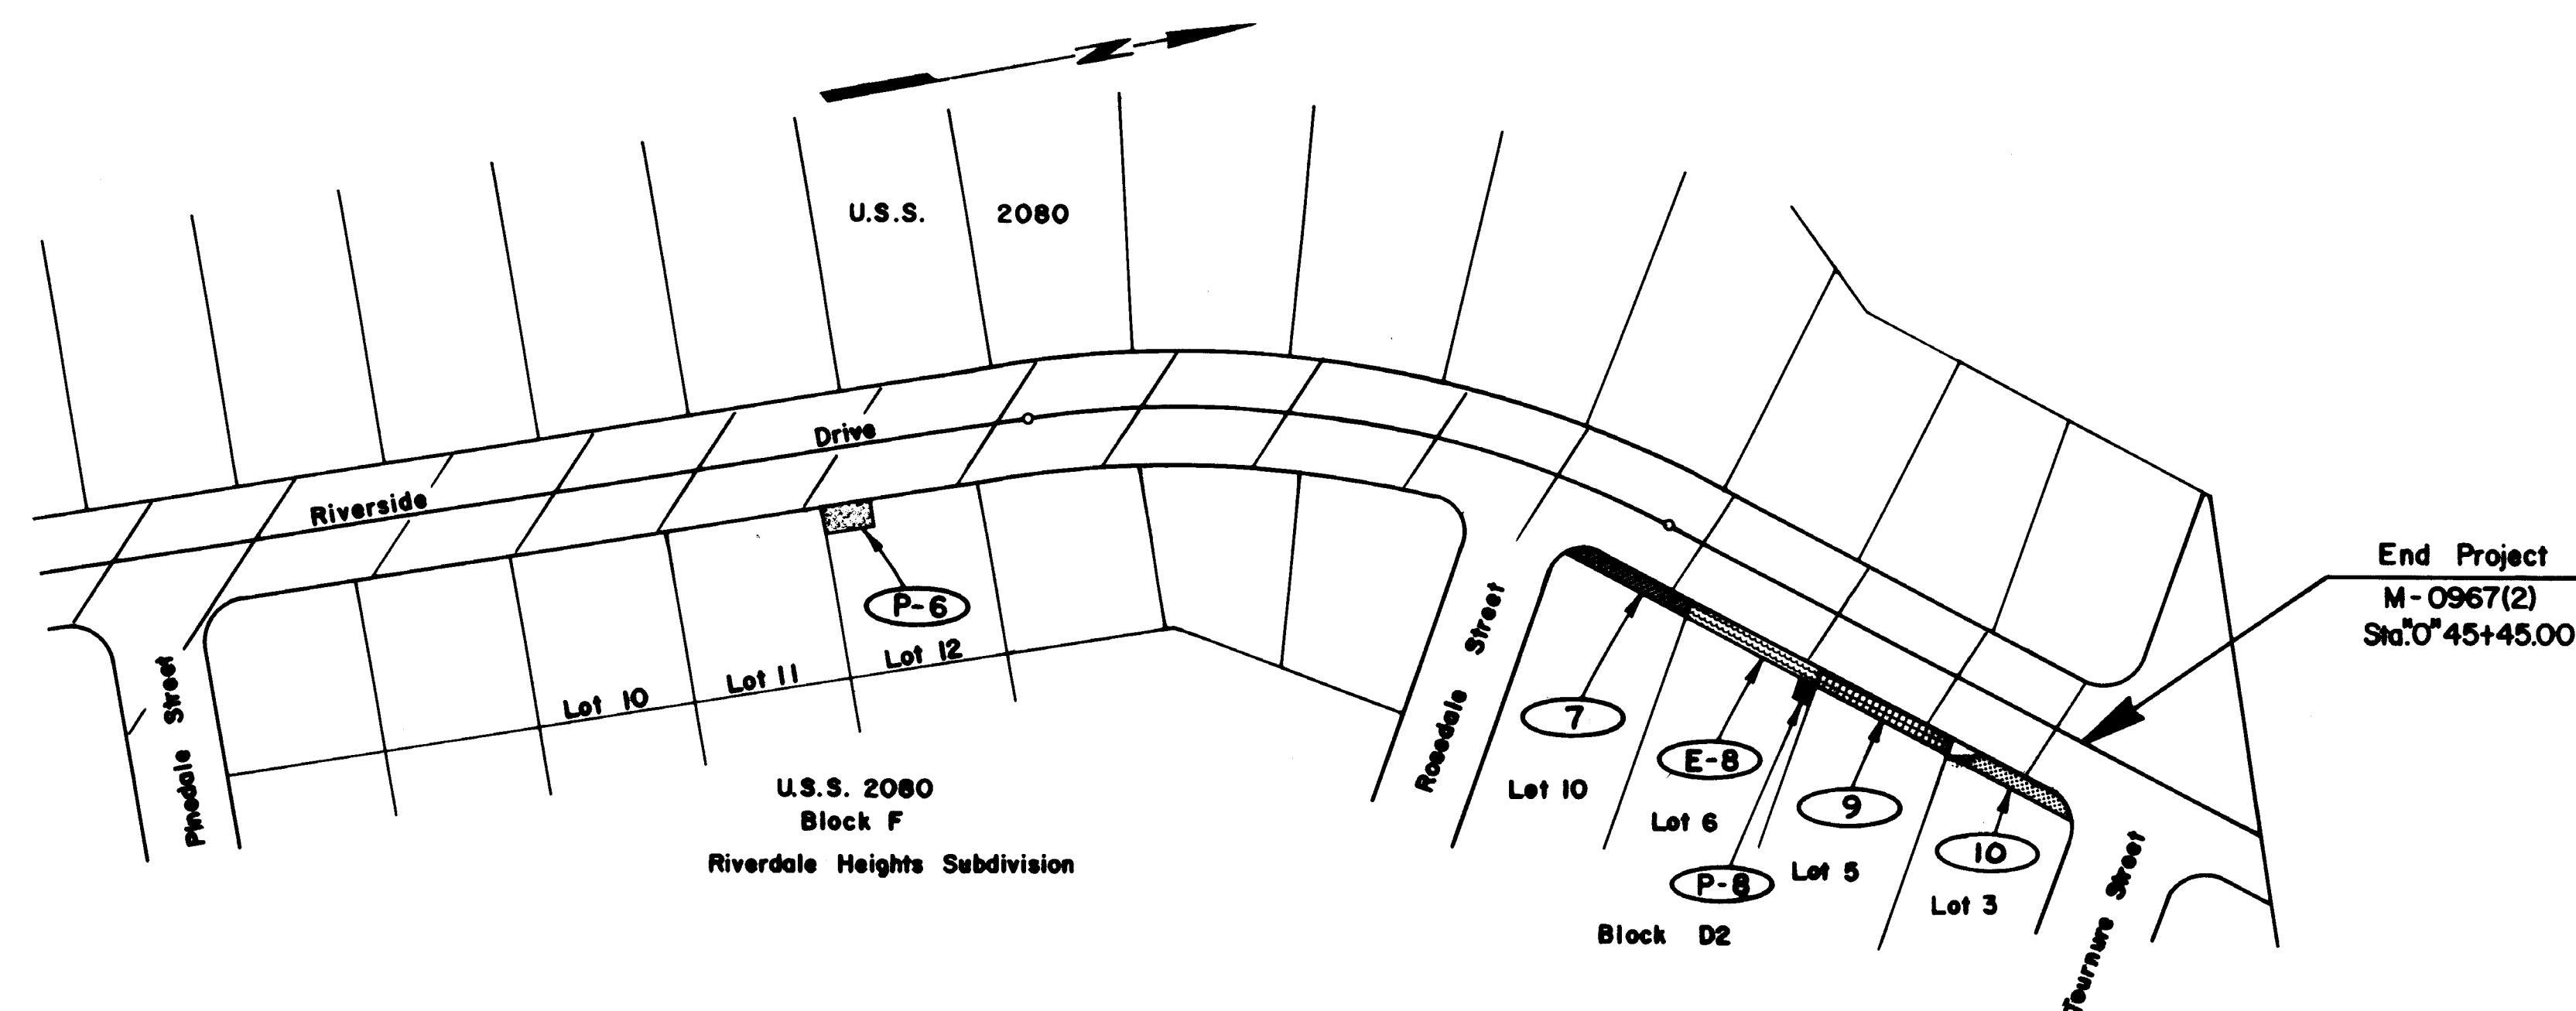 N
U.S.S. 2080
Riverside Drive
P-6
Lot 10
Lot 11
Lot 12
Pinedale Street
U.S.S. 2080
Block F
Riverdale Heights Subdivision
Rosedale Street
7
E-8
P-8
9
10
Lot 10
Lot 6
Lot 5
Lot 3
Block D2
Tournure Street
End Project
M-0967(2)
Sta."O" 45+45.00